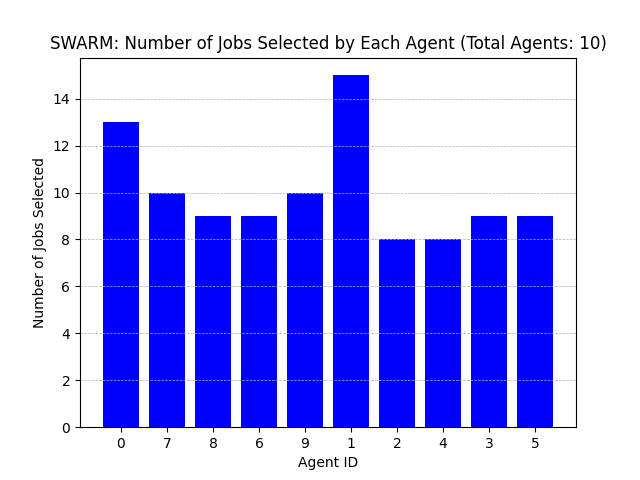 SWARM: Number of Jobs Selected by Each Agent (Total Agents: 10)
Number of Jobs Selected
14
12
10
8
6
4
2
0
0 7 8 6 9 1 2 4 3 5
Agent ID